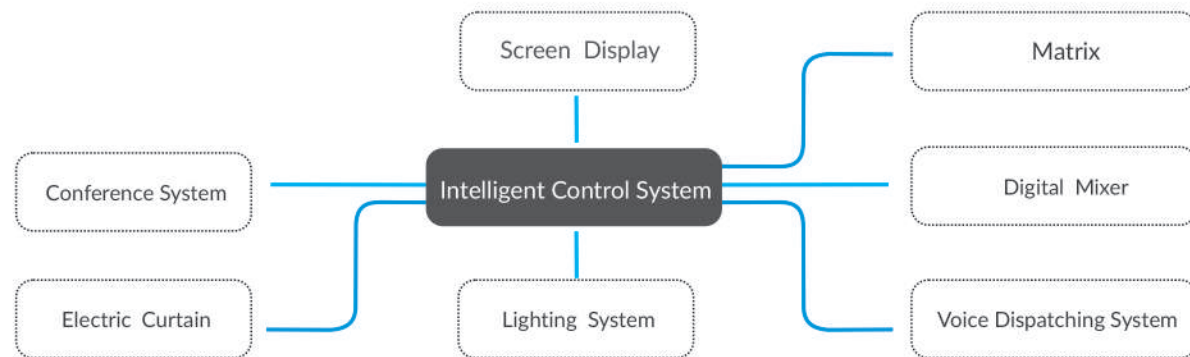 Screen Display
Matrix
Conference System
Intelligent Control System
Digital Mixer
Electric Curtain
Lighting System
Voice Dispatching System